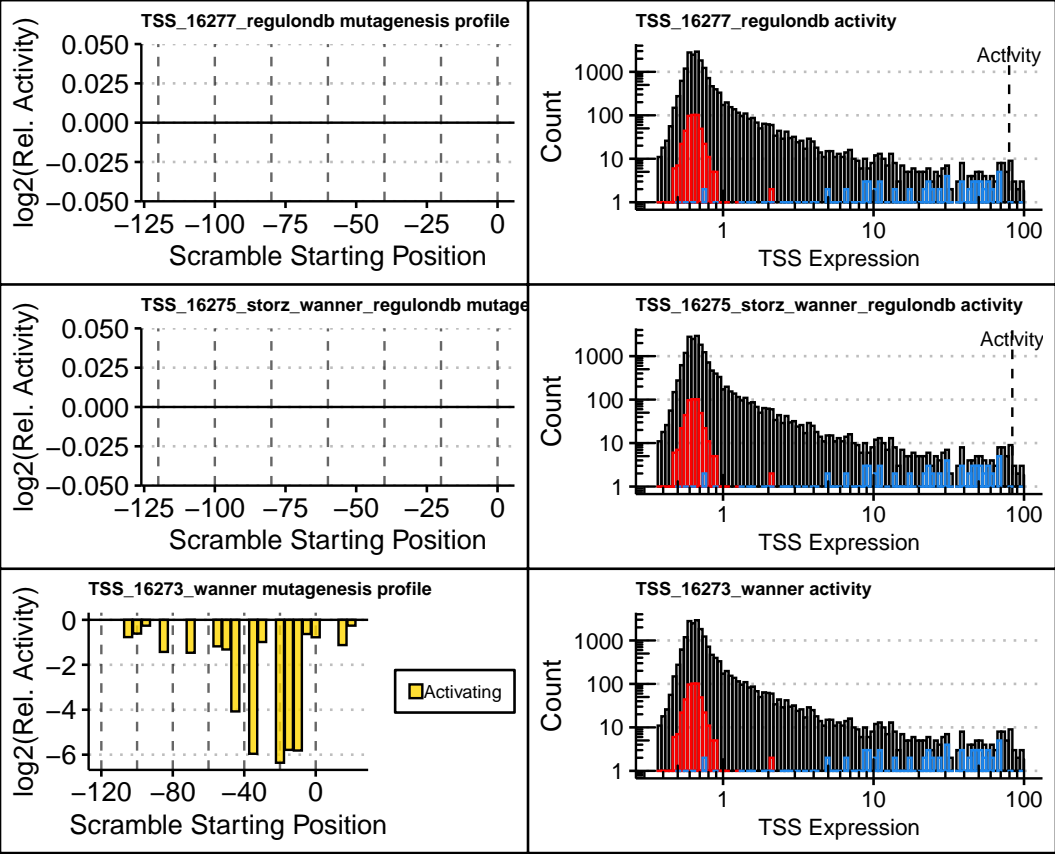 TSS_16277_regulondb mutagenesis profile
log2(Rel. Activity)
0.050
0.025
0.000
−0.025
−0.050
−125 −100 −75 −50 −25 0
Scramble Starting Position
TSS_16277_regulondb activity
Activity
Count
1000
100
10
1
1 10 100
TSS Expression
TSS_16275_storz_wanner_regulondb mutage
log2(Rel. Activity)
0.050
0.025
0.000
−0.025
−0.050
−125 −100 −75 −50 −25 0
Scramble Starting Position
TSS_16275_storz_wanner_regulondb activity
Activity
Count
1000
100
10
1
1 10 100
TSS Expression
TSS_16273_wanner mutagenesis profile
log2(Rel. Activity)
0
−2
−4
−6
−120 −80 −40 0
Scramble Starting Position
Activating
TSS_16273_wanner activity
Count
1000
100
10
1
1 10 100
TSS Expression